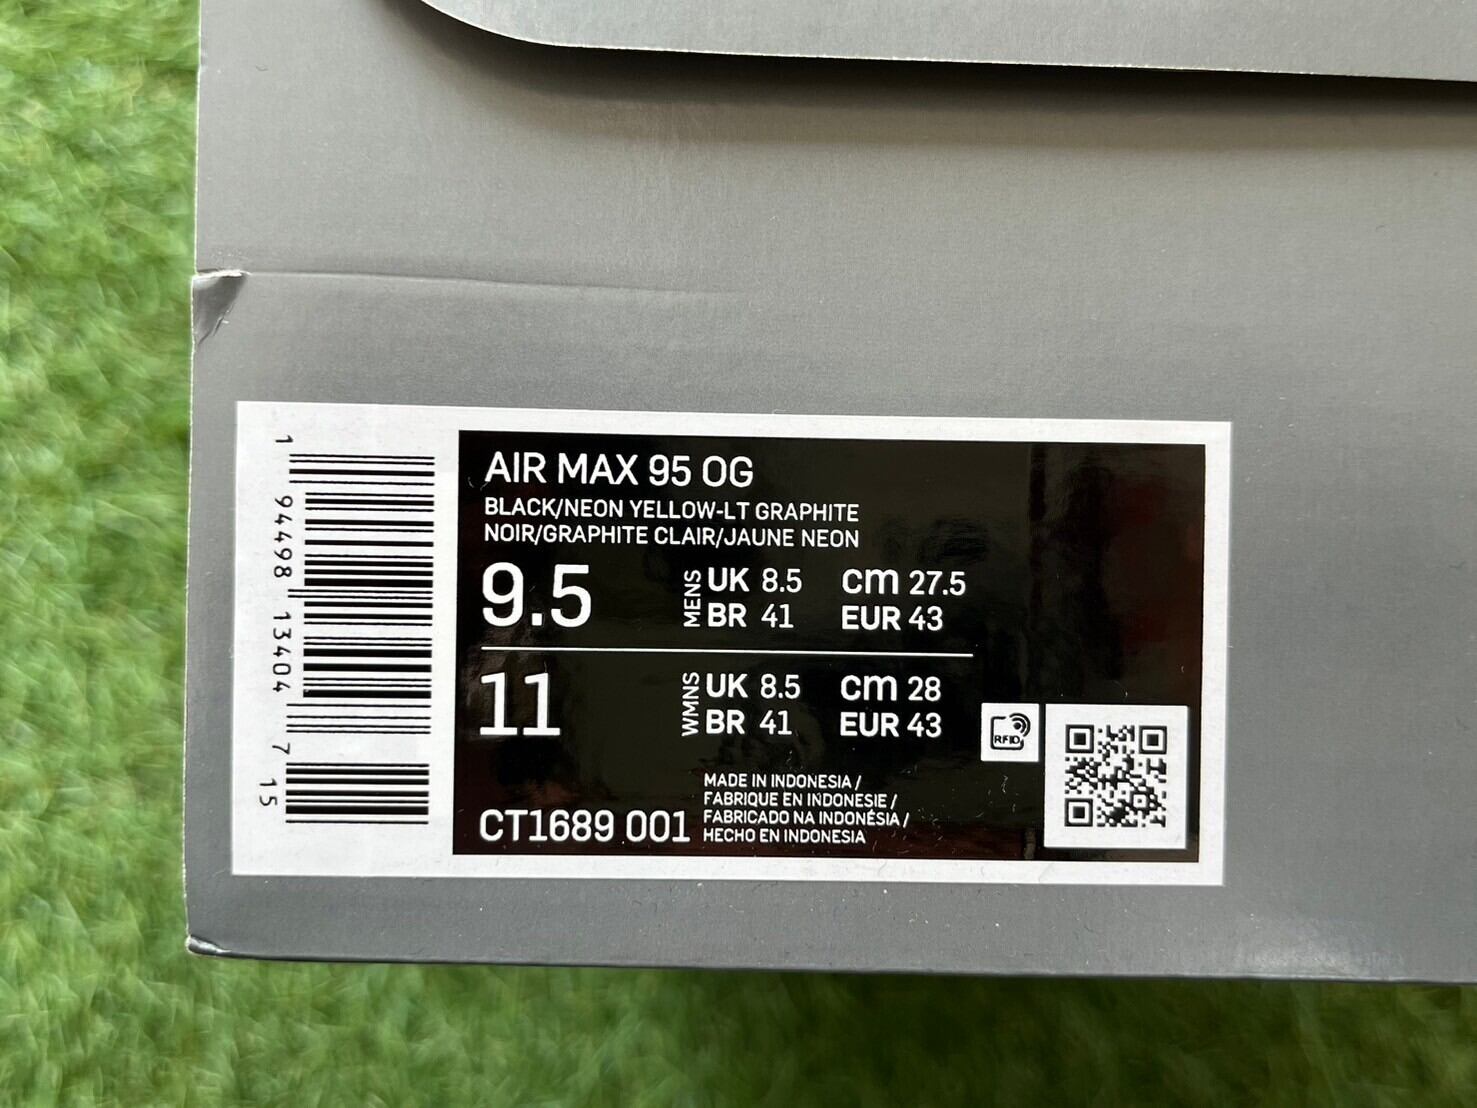 1 94498 13404 7 15
AIR MAX 95 OG
BLACK/NEON YELLOW-LT GRAPHITE
NOIR/GRAPHITE CLAIR/JAUNE NEON
9.5 MENS UK 8.5 cm 27.5
BR 41 EUR 43
11 WMNS UK 8.5 cm 28
BR 41 EUR 43
RFID
MADE IN INDONESIA /
FABRIQUE EN INDONESIE /
FABRICADO NA INDONÉSIA /
HECHO EN INDONESIA
CT1689 001